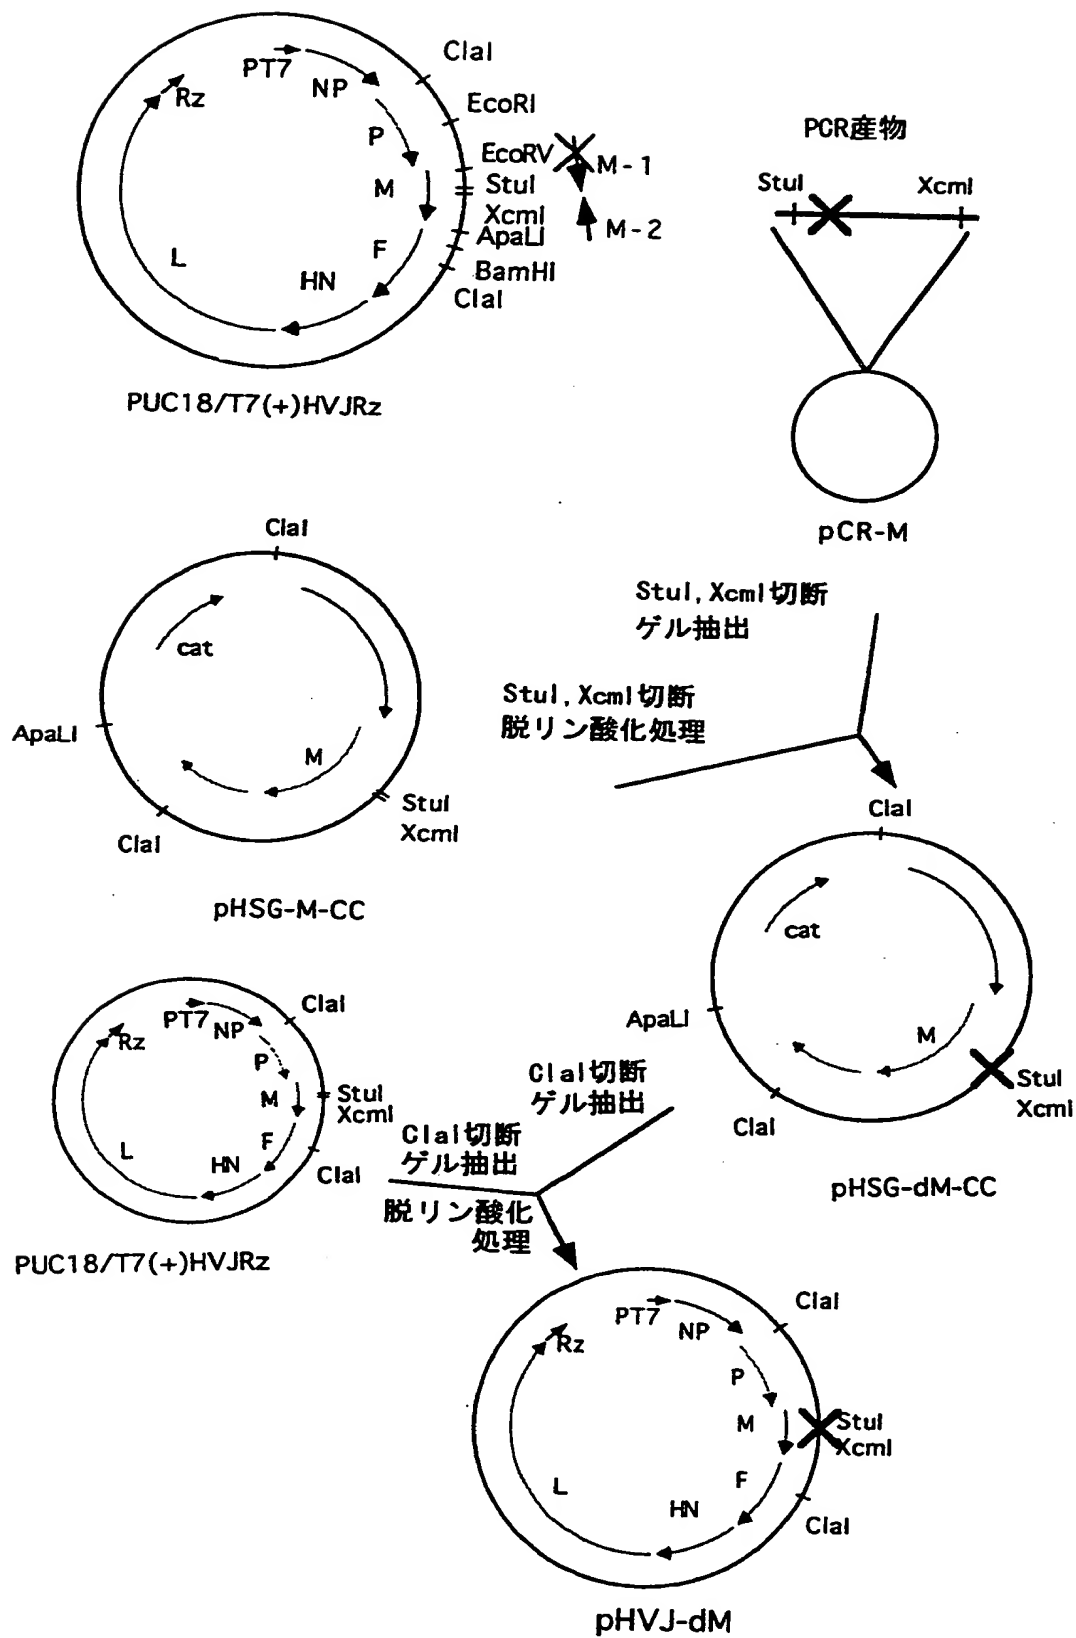 PT7
NP
P
M
F
HN
L
Rz
ClaI
EcoRI
EcoRV
StuI
XcmI
ApaLI
BamHI
ClaI
M-1
M-2
PUC18/T7(+)HVJRz
PCR産物
StuI
XcmI
pCR-M
StuI, XcmI切断
ゲル抽出
StuI, XcmI切断
脱リン酸化処理
ClaI
cat
ApaLI
M
ClaI
StuI
XcmI
pHSG-M-CC
ClaI
cat
ApaLI
M
StuI
XcmI
ClaI
pHSG-dM-CC
PT7
NP
P
M
F
HN
L
Rz
ClaI
StuI
XcmI
ClaI
PUC18/T7(+)HVJRz
ClaI切断
ゲル抽出
ClaI切断
ゲル抽出
脱リン酸化
処理
PT7
NP
P
M
F
HN
L
Rz
ClaI
StuI
XcmI
ClaI
pHVJ-dM